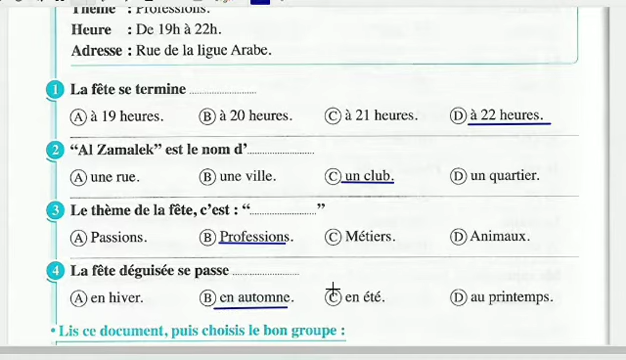 Thème : Professions.
Heure : De 19h à 22h.
Adresse : Rue de la ligue Arabe.
1 La fête se termine ....................
A à 19 heures. B à 20 heures. C à 21 heures. D à 22 heures.
2 “Al Zamalek” est le nom d’....................
A une rue. B une ville. C un club. D un quartier.
3 Le thème de la fête, c’est : “....................”
A Passions. B Professions. C Métiers. D Animaux.
4 La fête déguisée se passe ....................
A en hiver. B en automne. C en été. D au printemps.
• Lis ce document, puis choisis le bon groupe :